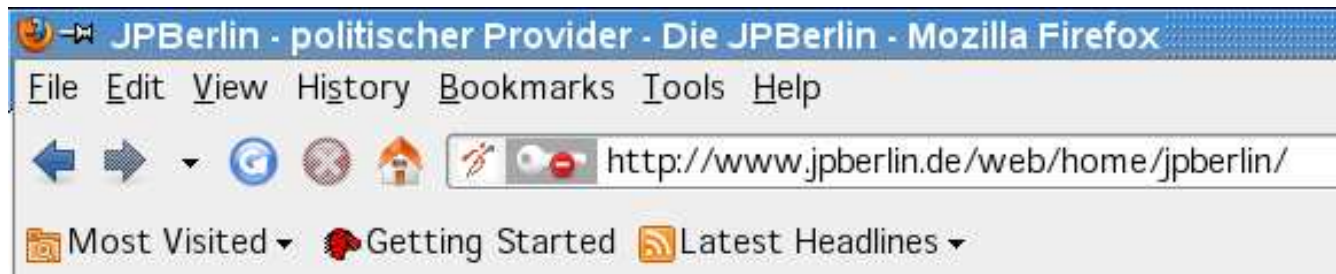 JPBerlin - politischer Provider - Die JPBerlin - Mozilla Firefox
File Edit View History Bookmarks Tools Help
http://www.jpberlin.de/web/home/jpberlin/
Most Visited Getting Started Latest Headlines